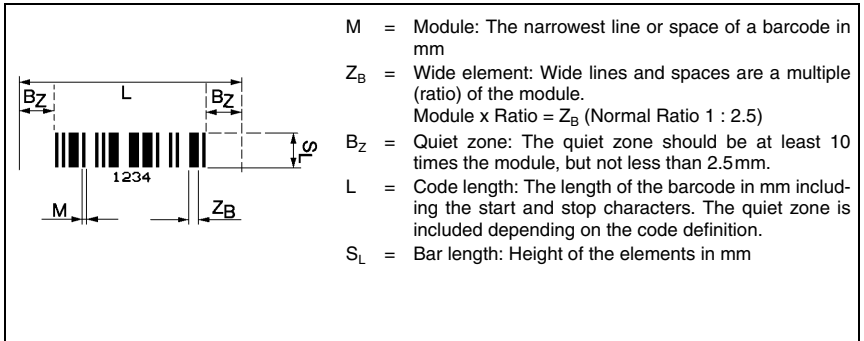 L
BZ
BZ
SL
1234
M
ZB
M = Module: The narrowest line or space of a barcode in
mm
ZB = Wide element: Wide lines and spaces are a multiple
(ratio) of the module.
Module x Ratio = ZB (Normal Ratio 1 : 2.5)
BZ = Quiet zone: The quiet zone should be at least 10
times the module, but not less than 2.5mm.
L = Code length: The length of the barcode in mm includ-
ing the start and stop characters. The quiet zone is
included depending on the code definition.
SL = Bar length: Height of the elements in mm